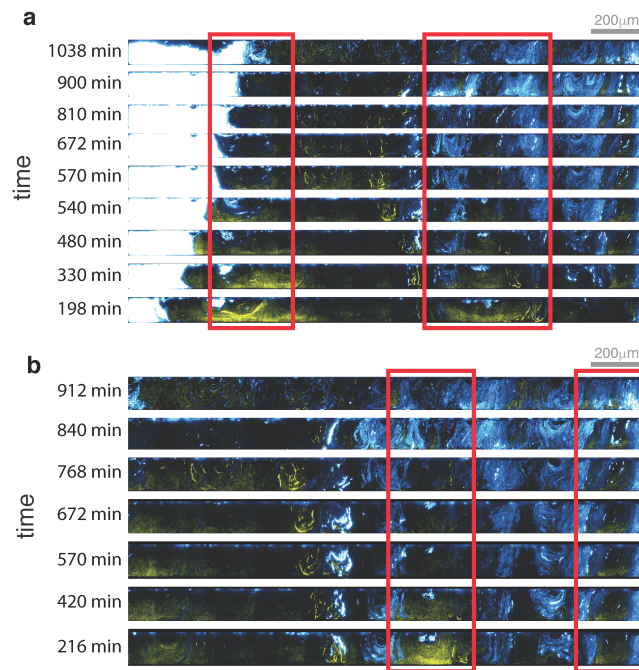 a
200μm
1038 min
900 min
810 min
672 min
570 min
540 min
480 min
330 min
198 min
time
b
200μm
912 min
840 min
768 min
672 min
570 min
420 min
216 min
time